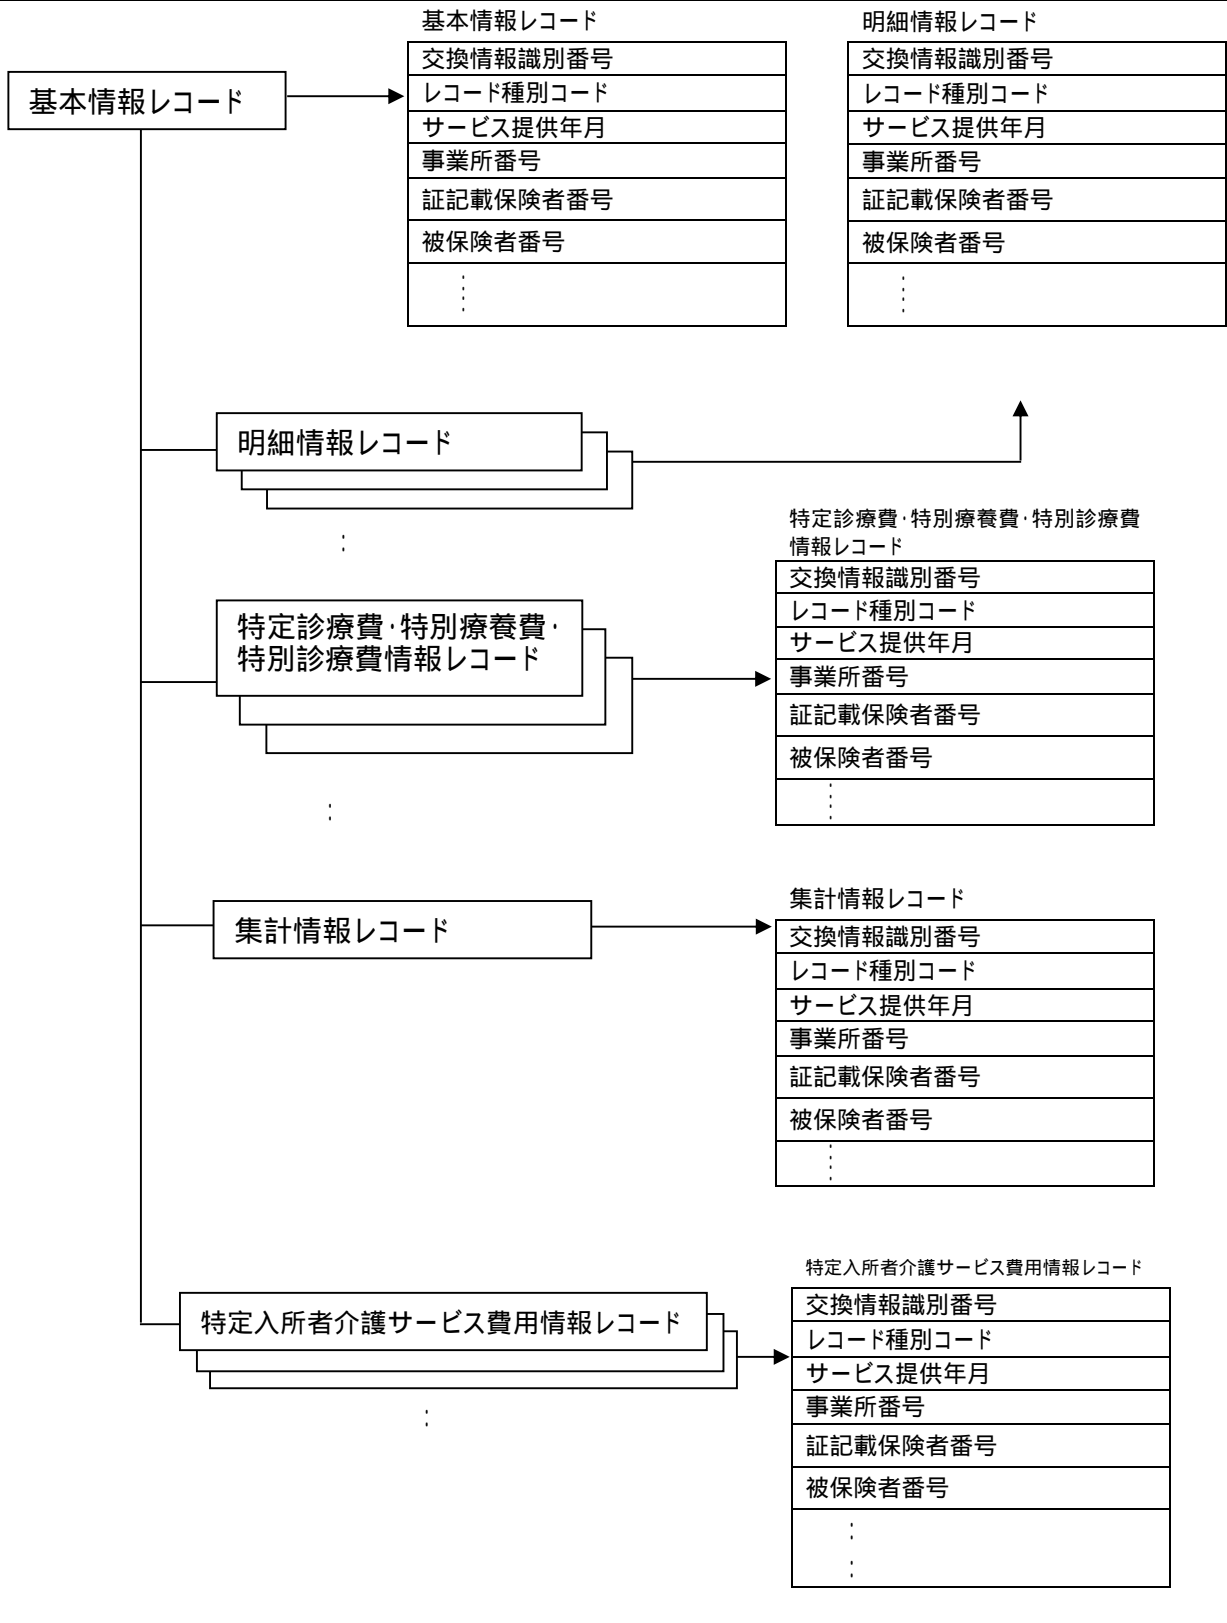 基本情報レコード
基本情報レコード
交換情報識別番号
レコード種別コード
サービス提供年月
事業所番号
証記載保険者番号
被保険者番号
明細情報レコード
交換情報識別番号
レコード種別コード
サービス提供年月
事業所番号
証記載保険者番号
被保険者番号
明細情報レコード
特定診療費・特別療養費・
特別診療費情報レコード
特定診療費・特別療養費・特別診療費
情報レコード
交換情報識別番号
レコード種別コード
サービス提供年月
事業所番号
証記載保険者番号
被保険者番号
集計情報レコード
集計情報レコード
交換情報識別番号
レコード種別コード
サービス提供年月
事業所番号
証記載保険者番号
被保険者番号
特定入所者介護サービス費用情報レコード
特定入所者介護サービス費用情報レコード
交換情報識別番号
レコード種別コード
サービス提供年月
事業所番号
証記載保険者番号
被保険者番号